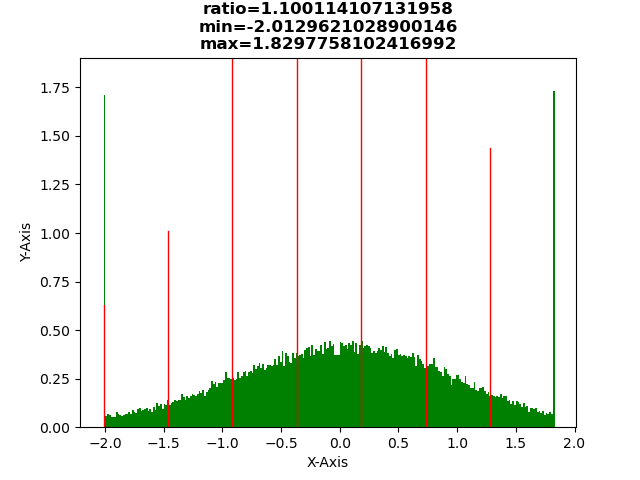 ratio=1.100114107131958
min=-2.0129621028900146
max=1.8297758102416992
1.75
1.50
1.25
1.00
0.75
0.50
0.25
0.00
Y-Axis
−2.0 −1.5 −1.0 −0.5 0.0 0.5 1.0 1.5 2.0
X-Axis